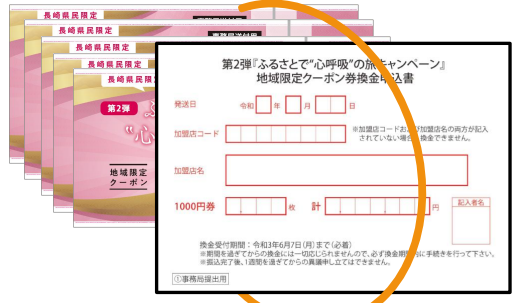 長崎県民限定
長崎県民限定
長崎県民限定
長崎県民限定
長崎県民限
第2弾
地域限定
クーポン
第2弾『ふるさとで"心呼吸"の旅キャンペーン』
地域限定クーポン券換金申込書
発送日 令和 年 月 日
加盟店コード
※加盟店コードおよび加盟店名の両方が記入
されていない場合、換金できません。
加盟店名
1000円券 枚 計 円
記入者名
換金受付期間:令和3年6月7日(月)まで(必着)
※期間を過ぎてからの換金には一切応じられませんので、必ず換金期間内に手続きを行って下さい。
※振込完了後、1週間を過ぎてからの異議申し立てはできません。
①事務局提出用